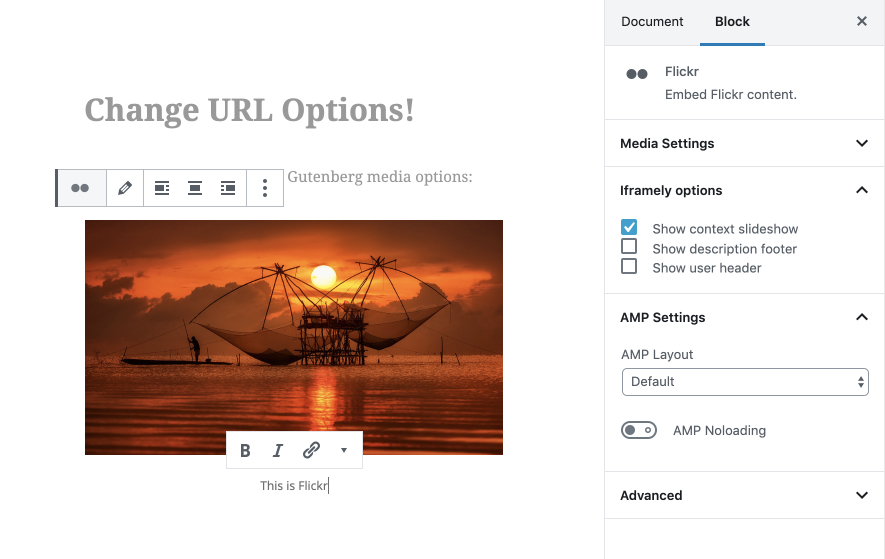 Change URL Options!
Gutenberg media options:
B I
This is Flickr
Document Block
Flickr
Embed Flickr content.
Media Settings
Iframely options
Show context slideshow
Show description footer
Show user header
AMP Settings
AMP Layout
Default
AMP Noloading
Advanced